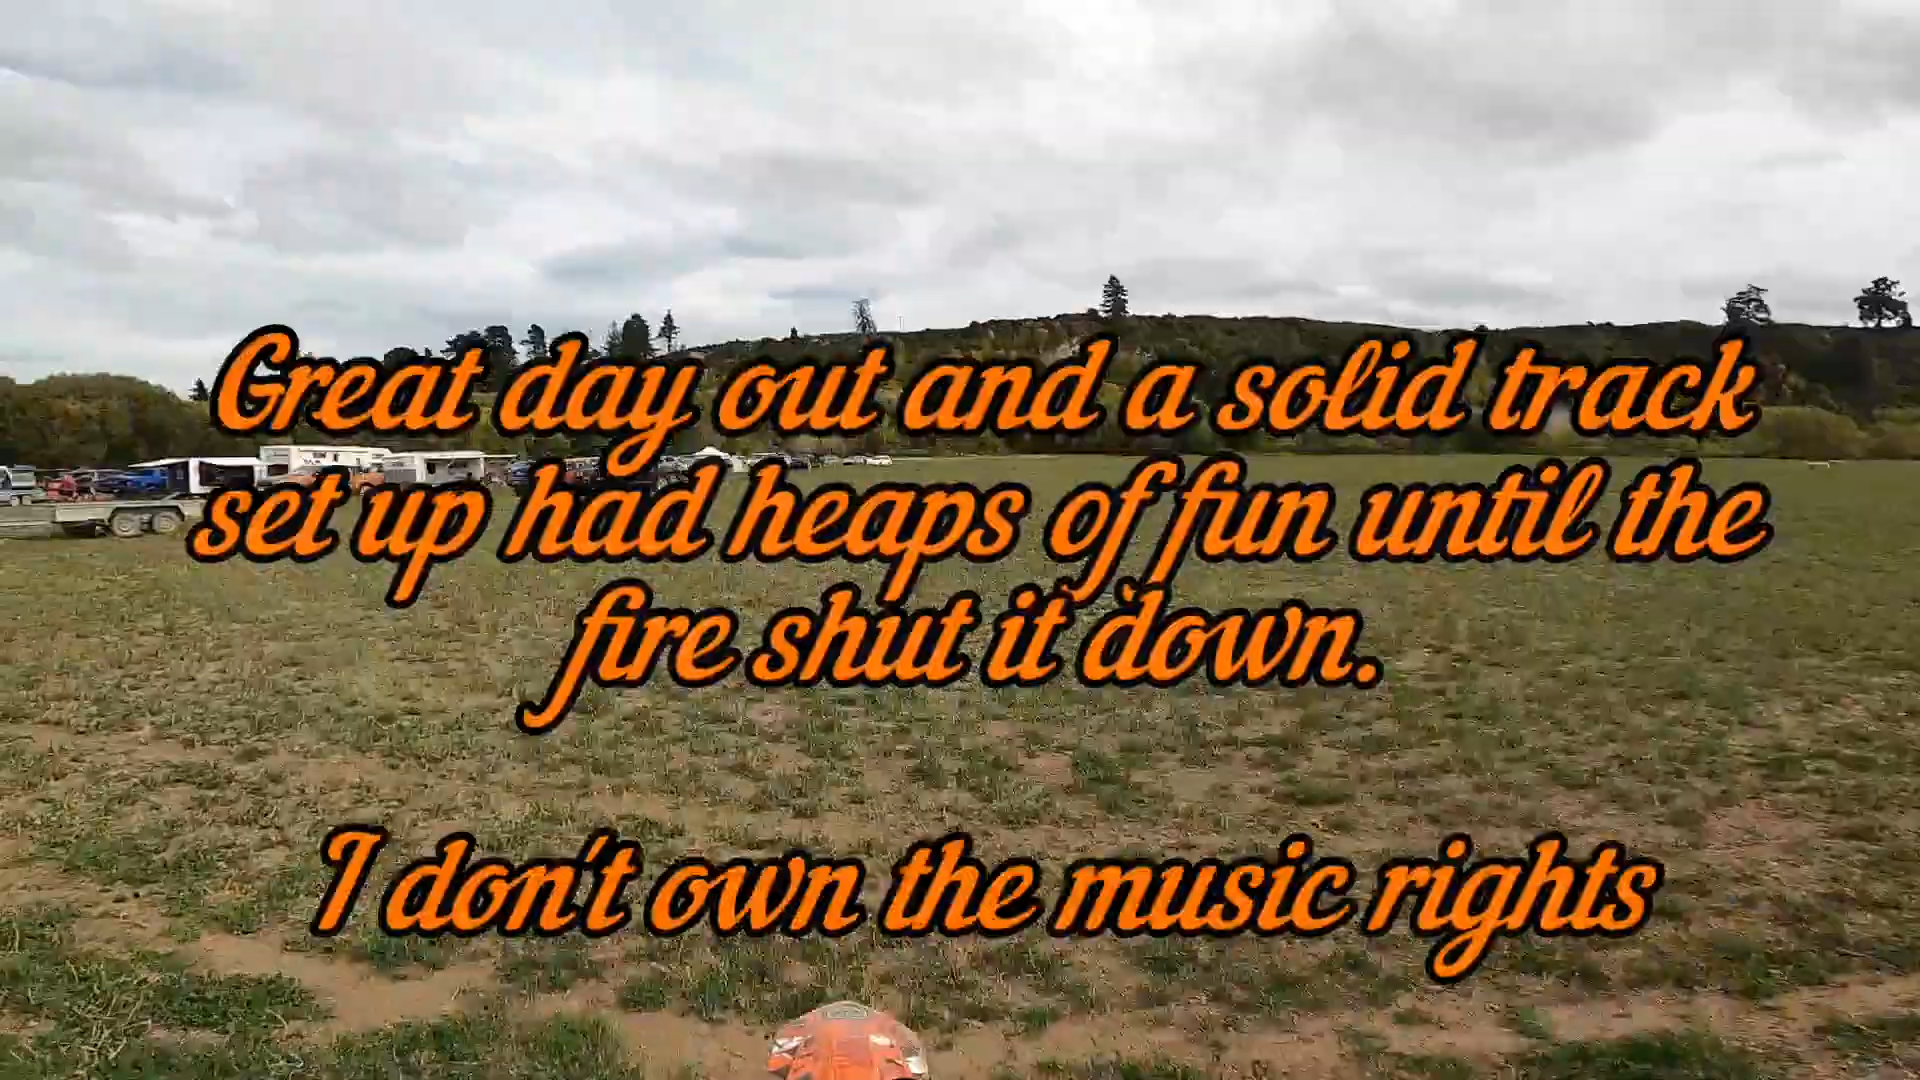 Great day out and a solid track
set up had heaps of fun until the
fire shut it down.
I don't own the music rights